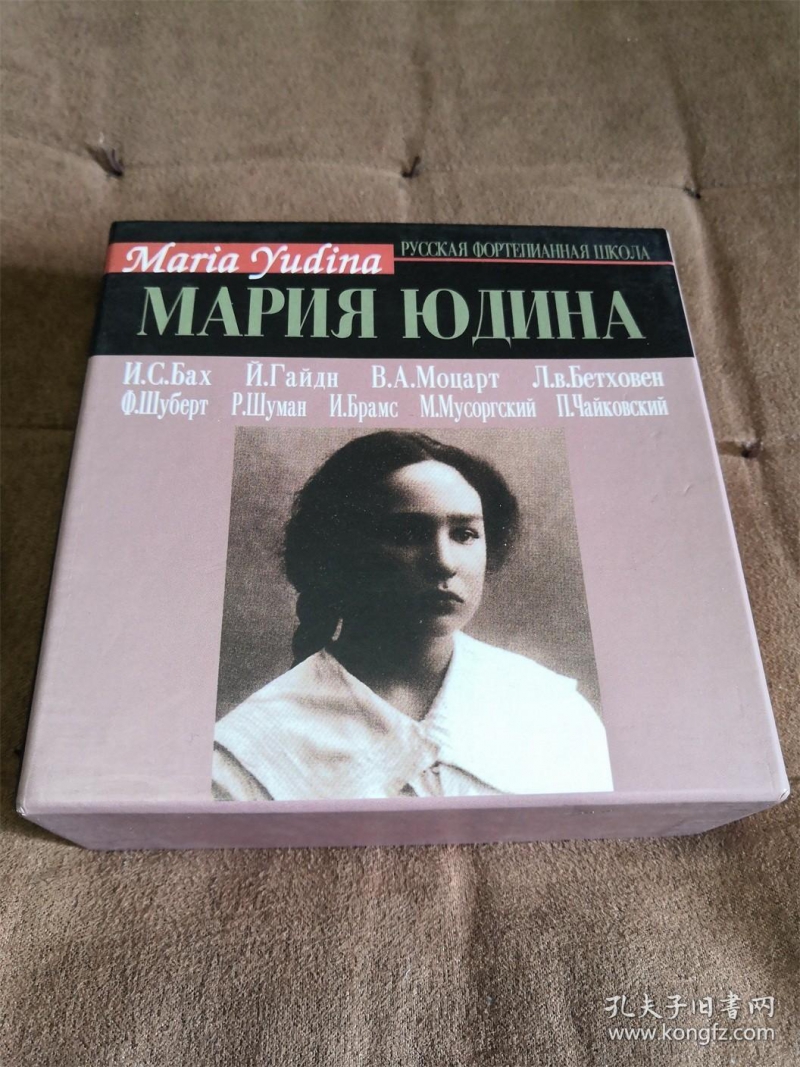 Maria Yudina
РУССКАЯ ФОРТЕПИАННАЯ ШКОЛА
МАРИЯ ЮДИНА
И.С.Бах Й.Гайдн В.А.Моцарт Л.в.Бетховен
Ф.Шуберт Р.Шуман И.Брамс М.Мусоргский П.Чайковский
孔夫子旧书网
www.kongfz.com